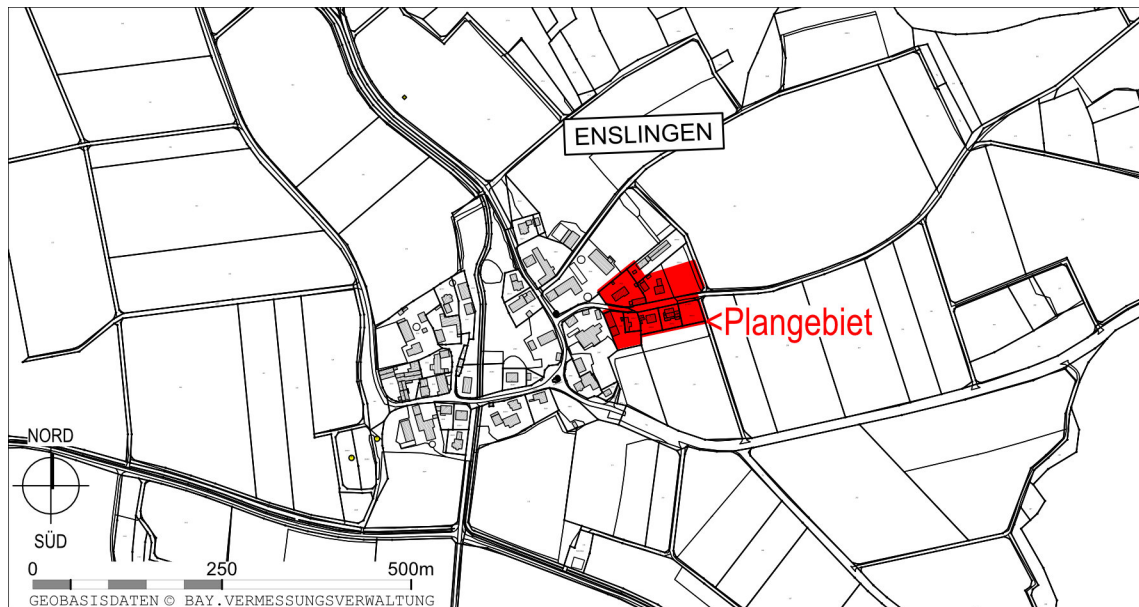 ENSLINGEN
<Plangebiet
NORD
SÜD
0 250 500m
GEOBASISDATEN © BAY.VERMESSUNGSVERWALTUNG